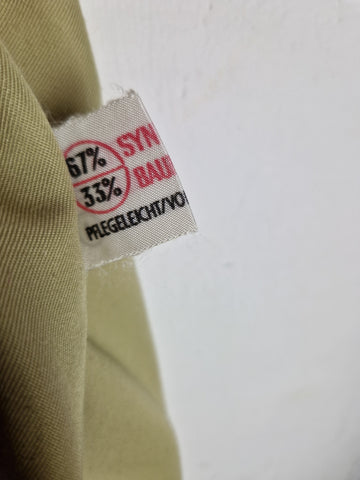 67% SYN
33% BAU
PFLEGELEICHT/VO